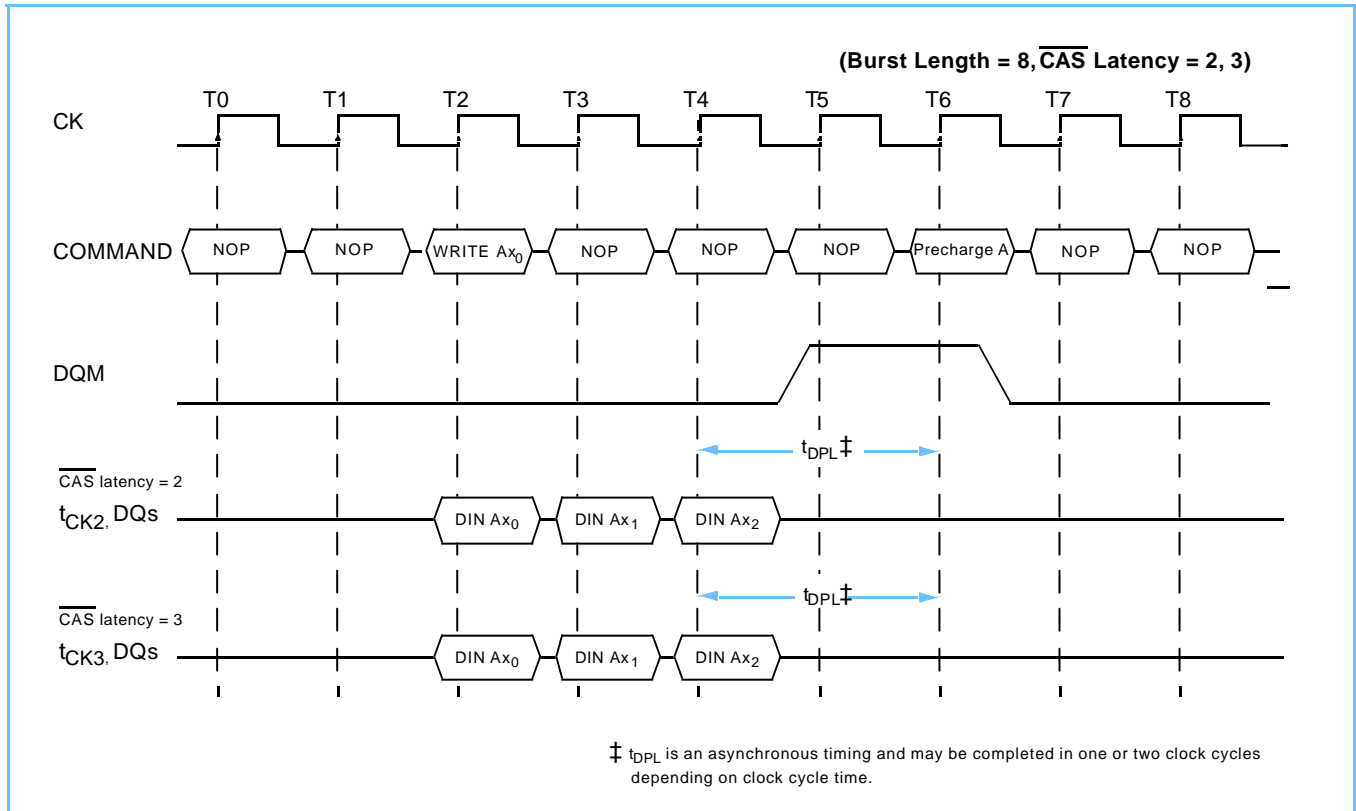 (Burst Length = 8, CAS Latency = 2, 3)
T0 T1 T2 T3 T4 T5 T6 T7 T8
CK
COMMAND NOP NOP WRITE Ax0 NOP NOP NOP Precharge A NOP NOP
DQM
tDPL‡
CAS latency = 2
tCK2, DQs DIN Ax0 DIN Ax1 DIN Ax2
tDPL‡
CAS latency = 3
tCK3, DQs DIN Ax0 DIN Ax1 DIN Ax2
‡ tDPL is an asynchronous timing and may be completed in one or two clock cycles
depending on clock cycle time.